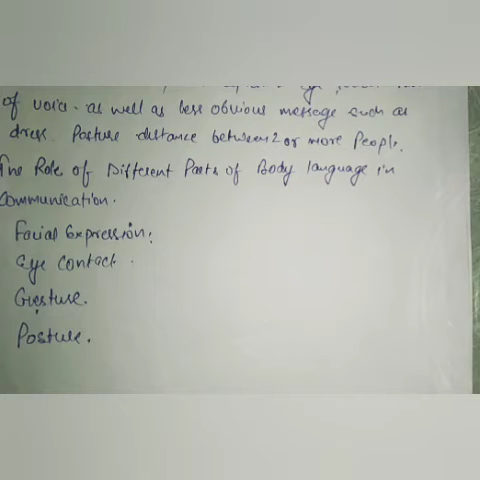 of voice. as well as less obvious message such as
dress. Posture distance between 2 or more People.
The Role of Different Parts of Body language in
Communication.
Facial Expression:
Eye Contact.
Giesture.
Posture.